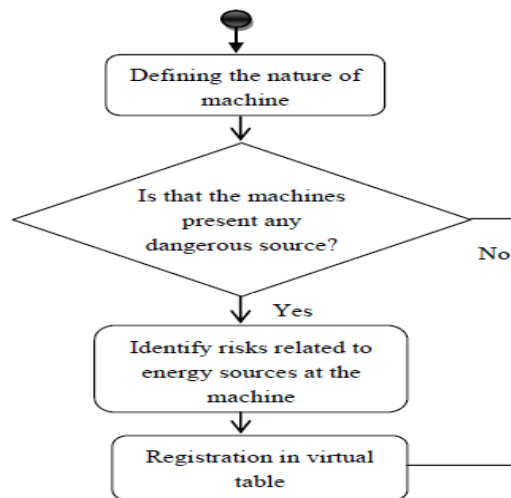 Defining the nature of
machine
Is that the machines
present any
dangerous source?
No
Yes
Identify risks related to
energy sources at the
machine
Registration in virtual
table